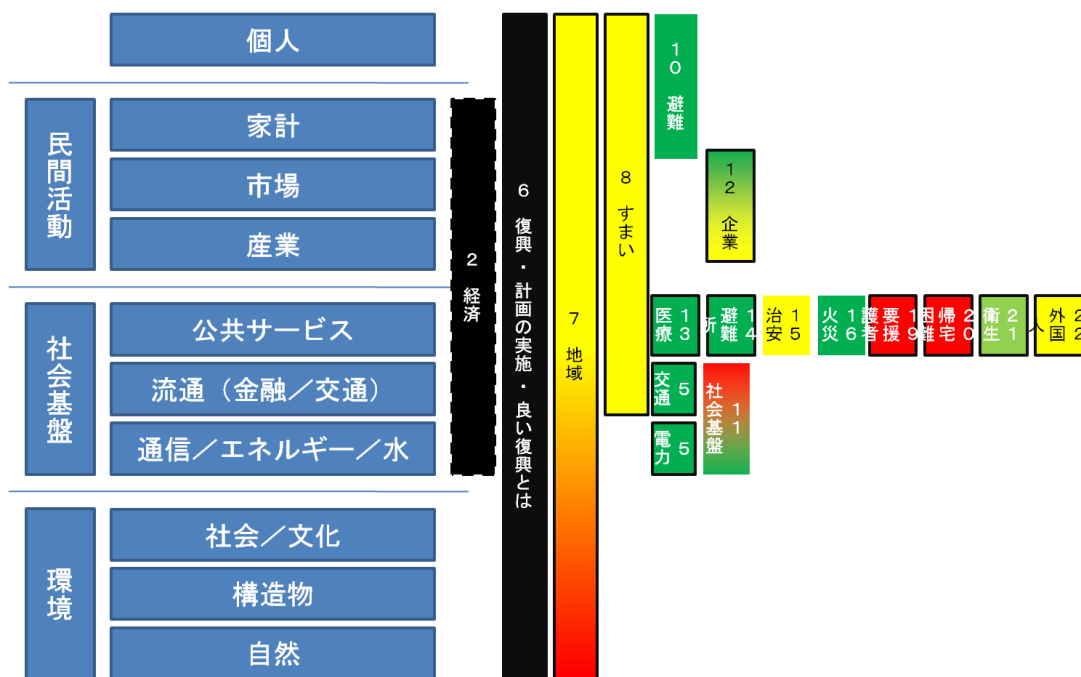 個人
民間活動
家計
市場
産業
社会基盤
公共サービス
流通（金融／交通）
通信／エネルギー／水
環境
社会／文化
構造物
自然
２ 経済
６ 復興・計画の実施・良い復興とは
７ 地域
８ すまい
１０ 避難
１２ 企業
１３
医療
１４
避難
所
１５
治安
１６
火災
１９
要援
護者
２０
帰宅
困難
２１
衛生
２２
外国
人
５
交通
５
電力
１１
社会基盤